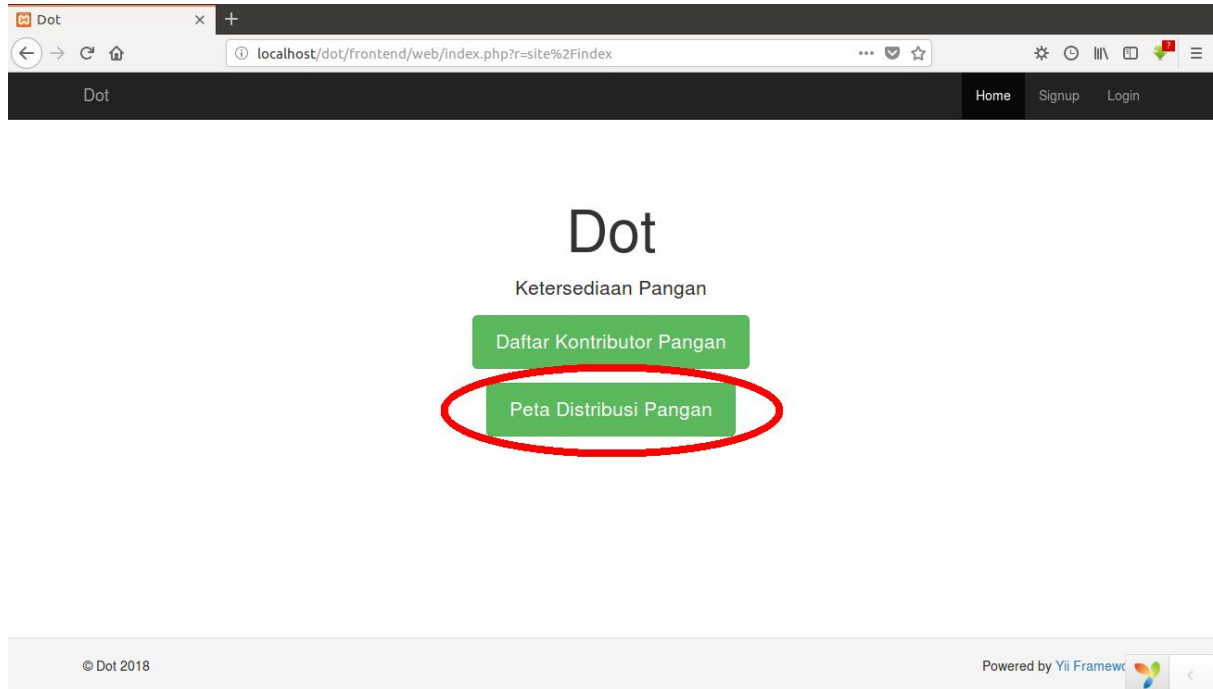 Dot
localhost/dot/frontend/web/index.php?r=site%2Findex
Dot
Home Signup Login
Dot
Ketersediaan Pangan
Daftar Kontributor Pangan
Peta Distribusi Pangan
© Dot 2018
Powered by Yii